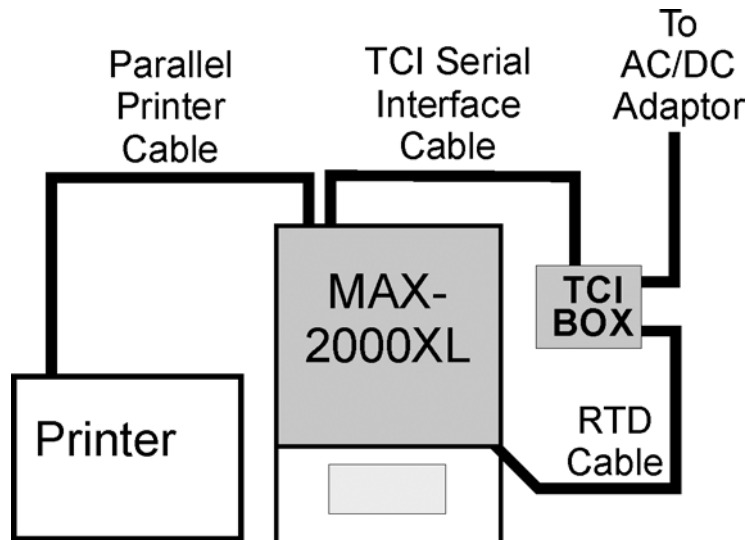 Parallel
Printer
Cable
TCI Serial
Interface
Cable
To
AC/DC
Adaptor
MAX-
2000XL
TCI
BOX
Printer
RTD
Cable